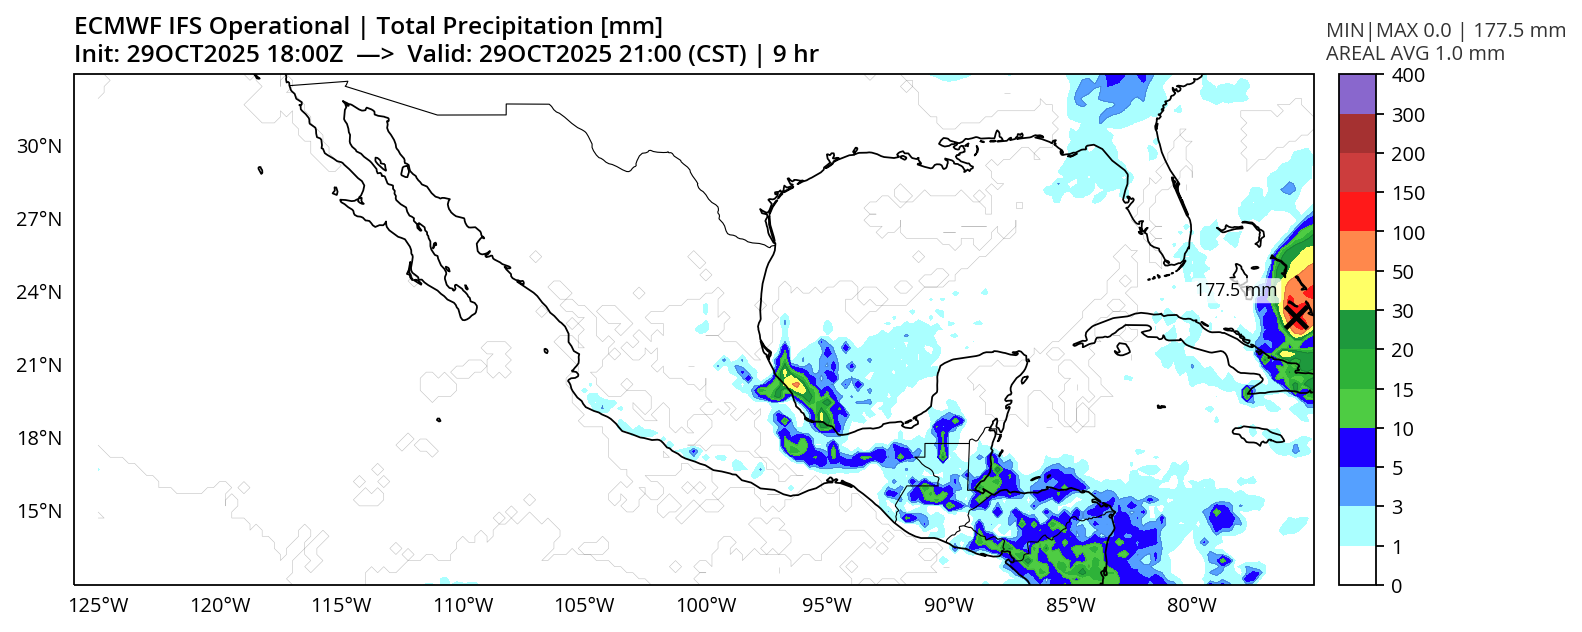 ECMWF IFS Operational | Total Precipitation [mm]
Init: 29OCT2025 18:00Z —> Valid: 29OCT2025 21:00 (CST) | 9 hr
MIN|MAX 0.0 | 177.5 mm
AREAL AVG 1.0 mm
30°N
27°N
24°N
21°N
18°N
15°N
177.5 mm
400
300
200
150
100
50
30
20
15
10
5
3
1
0
125°W 120°W 115°W 110°W 105°W 100°W 95°W 90°W 85°W 80°W